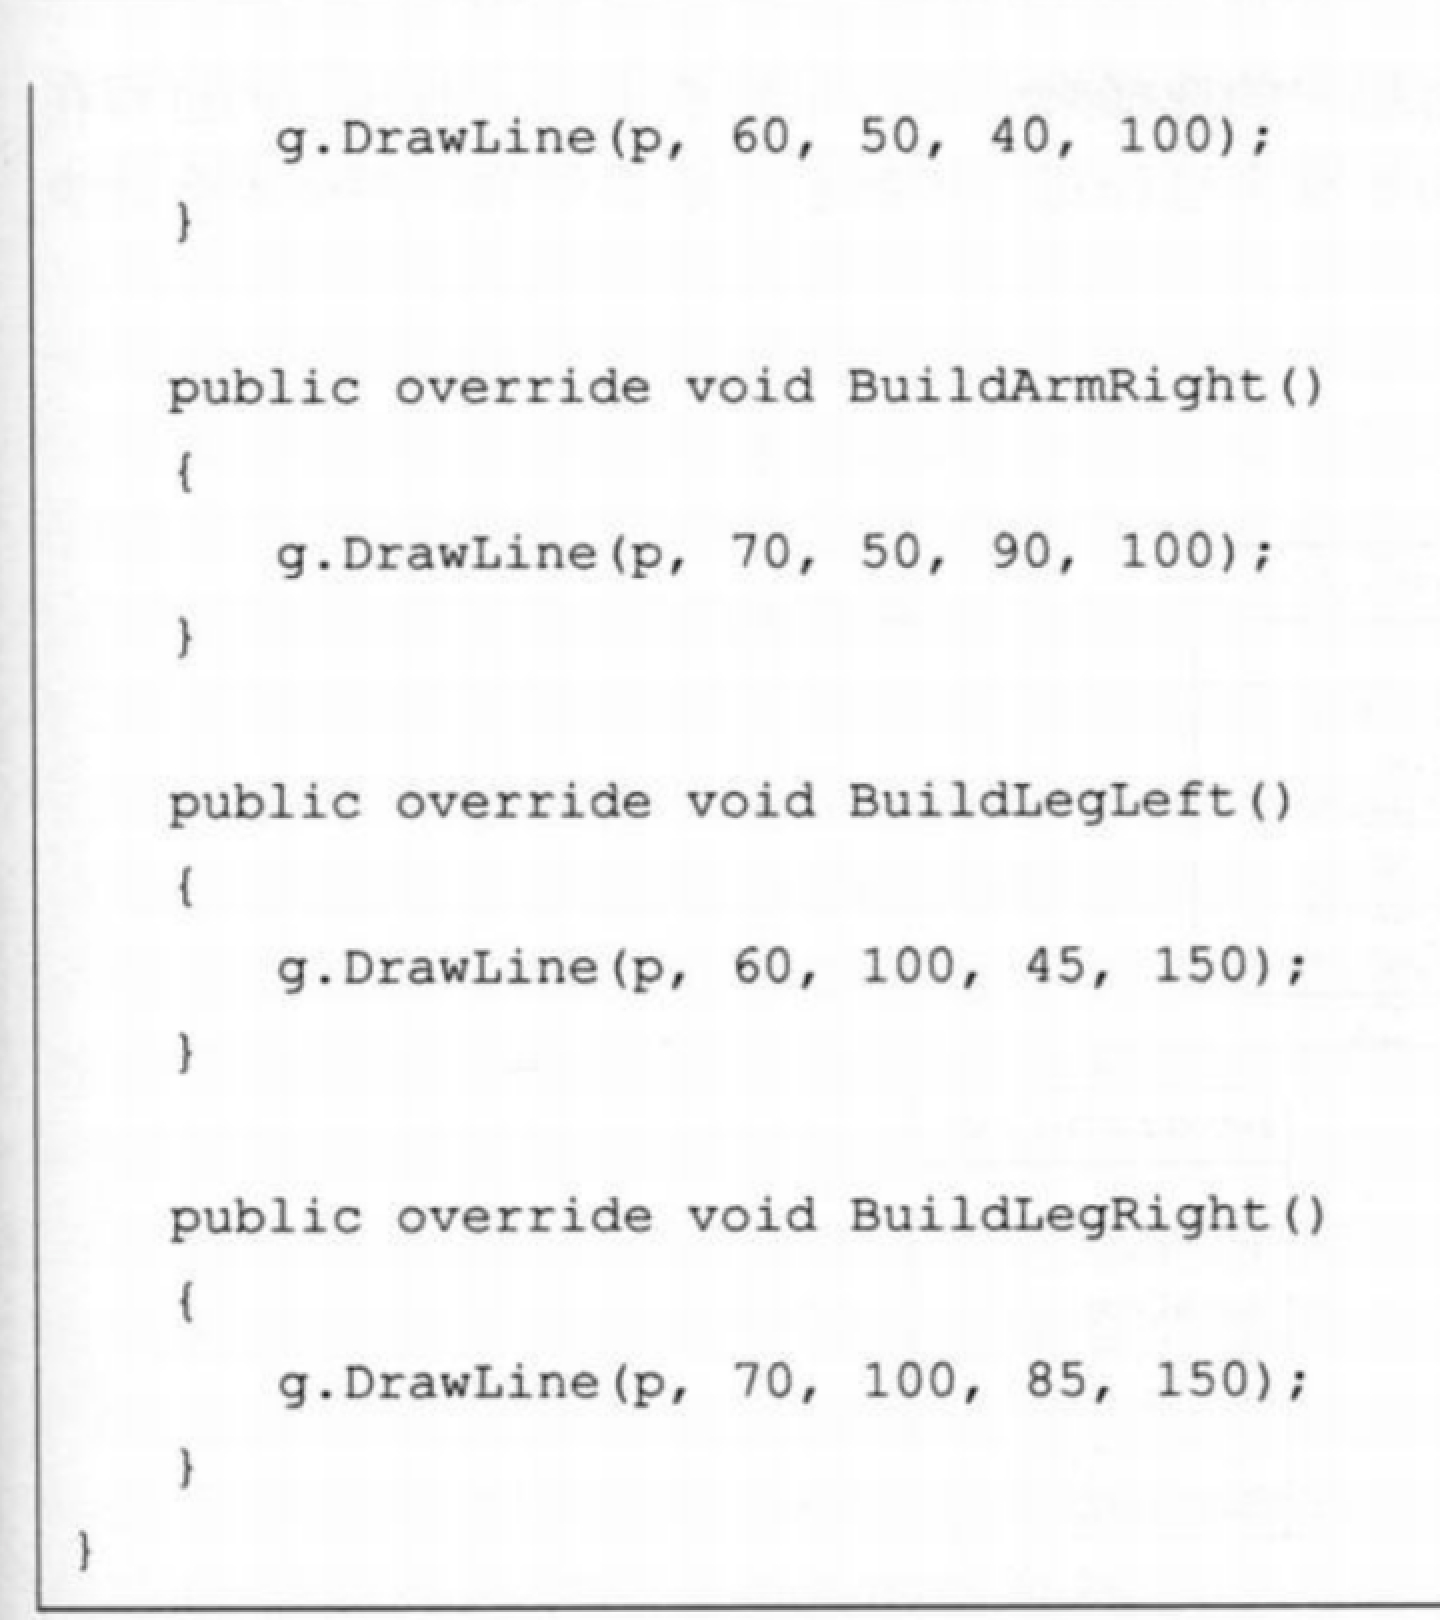 g.DrawLine(p, 60, 50, 40, 100);
}
public override void BuildArmRight()
{
g.DrawLine(p, 70, 50, 90, 100);
}
public override void BuildLegLeft()
{
g.DrawLine(p, 60, 100, 45, 150);
}
public override void BuildLegRight()
{
g.DrawLine(p, 70, 100, 85, 150);
}
}